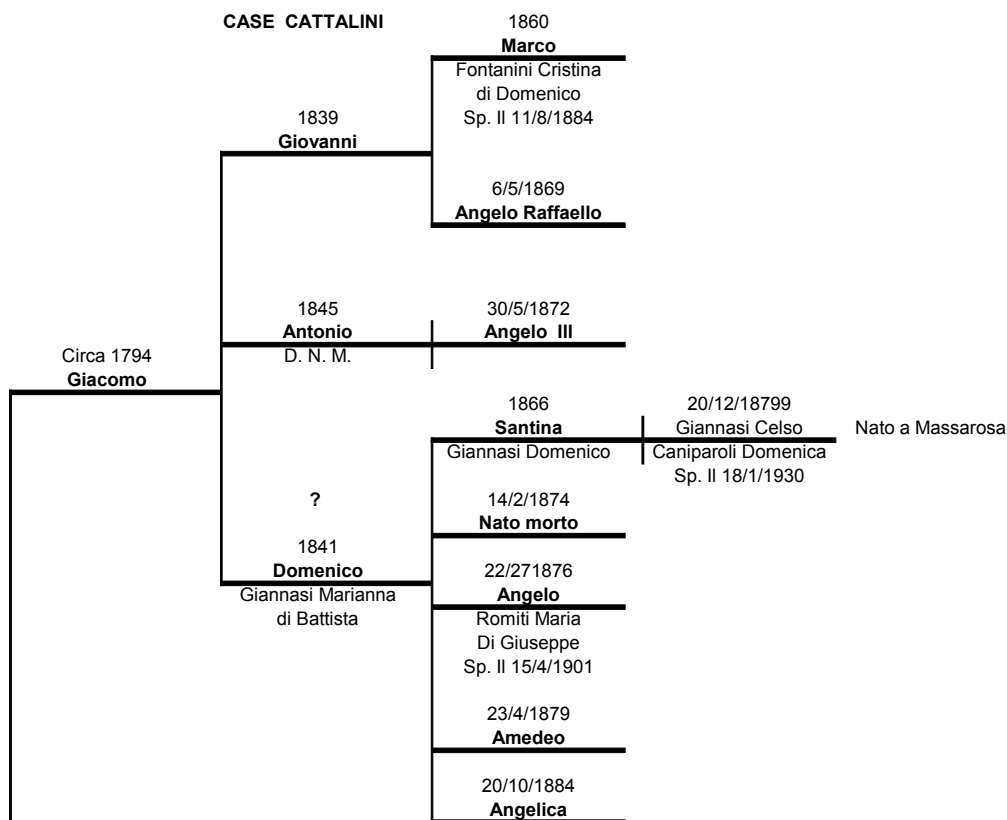 CASE CATTALINI
1860
Marco
Fontanini Cristina
di Domenico
Sp. Il 11/8/1884
1839
Giovanni
6/5/1869
Angelo Raffaello
1845
Antonio
D. N. M.
30/5/1872
Angelo III
Circa 1794
Giacomo
1866
Santina
Giannasi Domenico
20/12/18799
Giannasi Celso
Caniparoli Domenica
Sp. Il 18/1/1930
Nato a Massarosa
?
14/2/1874
Nato morto
1841
Domenico
Giannasi Marianna
di Battista
22/271876
Angelo
Romiti Maria
Di Giuseppe
Sp. Il 15/4/1901
23/4/1879
Amedeo
20/10/1884
Angelica